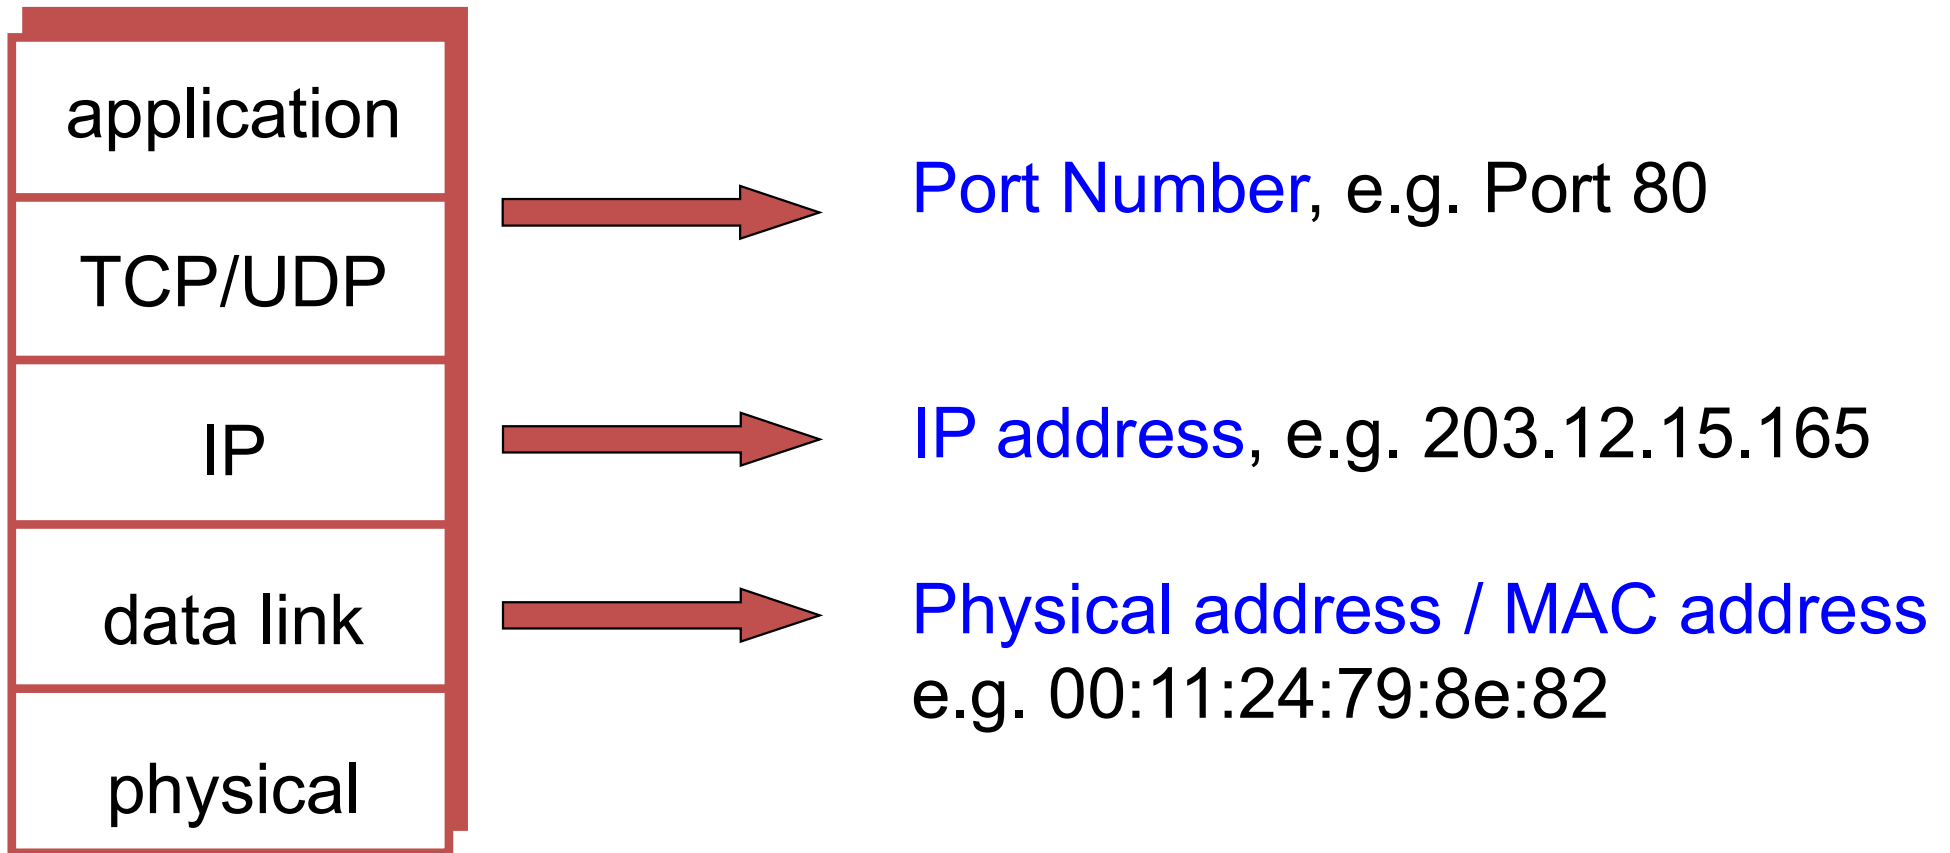 application
TCP/UDP
IP
data link
physical
Port Number, e.g. Port 80
IP address, e.g. 203.12.15.165
Physical address / MAC address
e.g. 00:11:24:79:8e:82